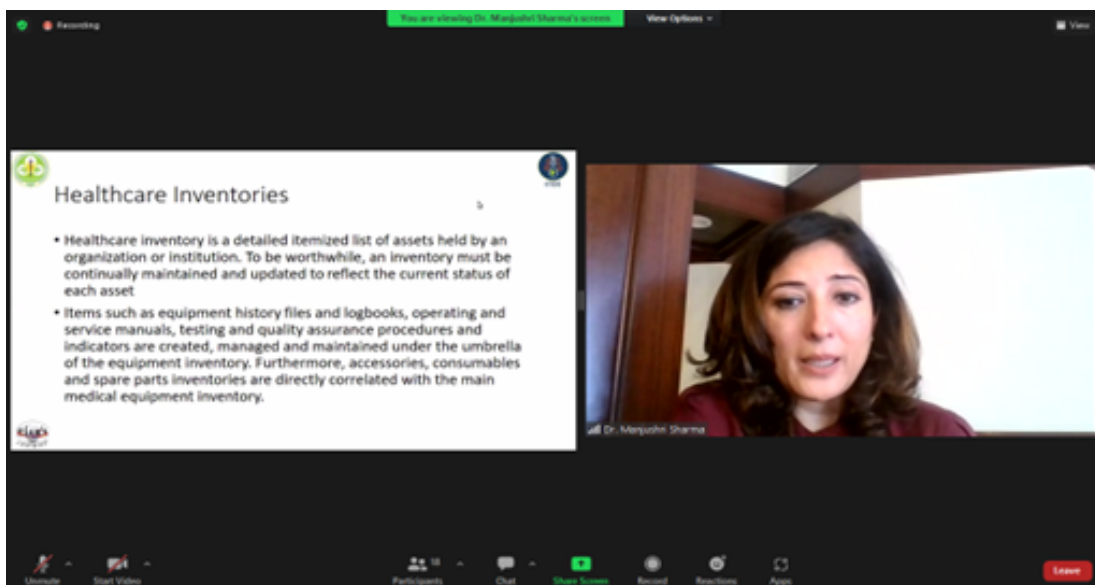 Recording
You are viewing Dr. Manjushri Sharma's screen
View Options
View
Healthcare Inventories
• Healthcare inventory is a detailed itemized list of assets held by an
organization or institution. To be worthwhile, an inventory must be
continually maintained and updated to reflect the current status of
each asset
• Items such as equipment history files and logbooks, operating and
service manuals, testing and quality assurance procedures and
indicators are created, managed and maintained under the umbrella
of the equipment inventory. Furthermore, accessories, consumables
and spare parts inventories are directly correlated with the main
medical equipment inventory.
Dr. Manjushri Sharma
Unmute
Start Video
Participants
18
Chat
Share Screen
Record
Reactions
Apps
Leave